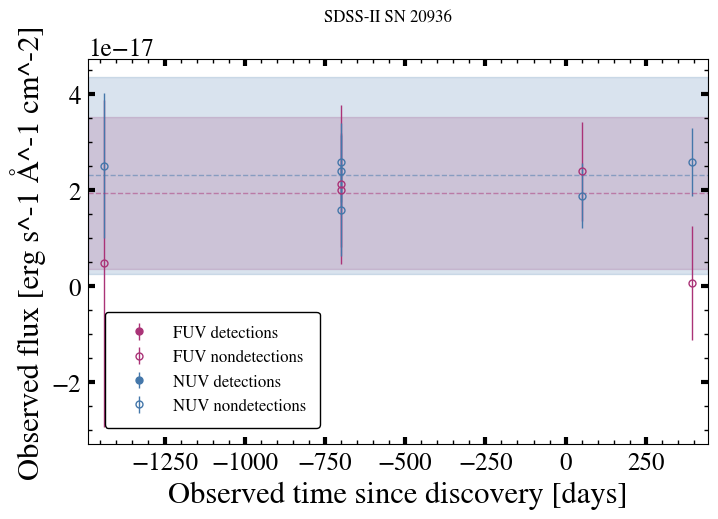 SDSS-II SN 20936
1e−17
Observed flux [erg s^-1 Å^-1 cm^-2]
4
2
0
−2
FUV detections
FUV nondetections
NUV detections
NUV nondetections
−1250 −1000 −750 −500 −250 0 250
Observed time since discovery [days]